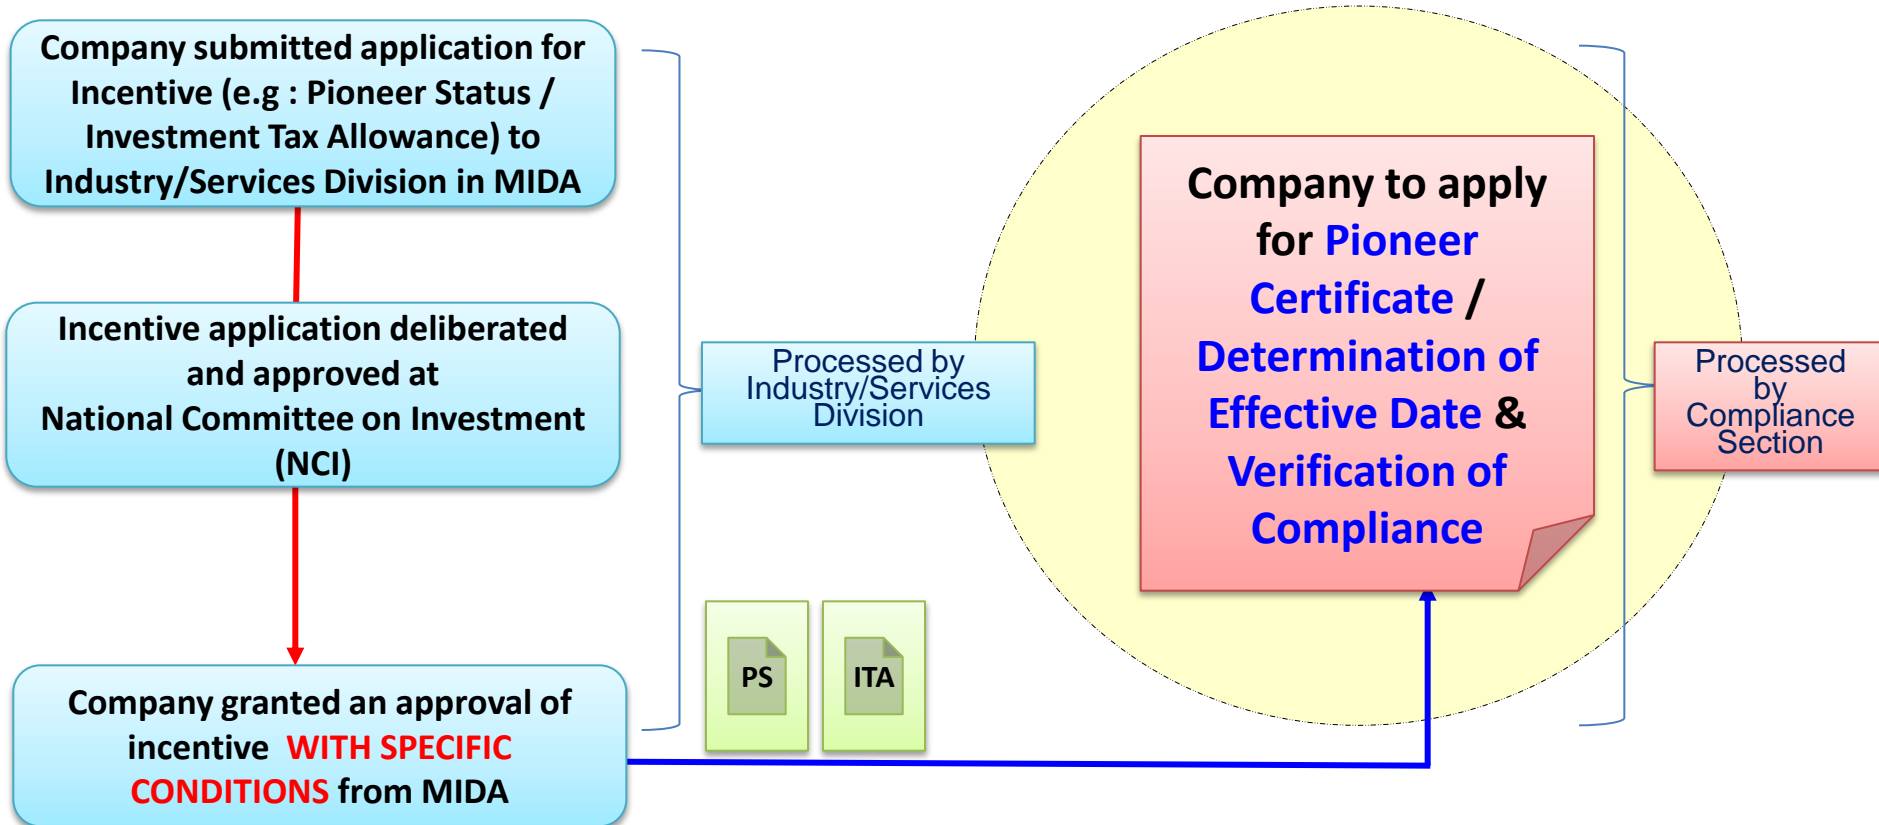 Company submitted application for
Incentive (e.g : Pioneer Status /
Investment Tax Allowance) to
Industry/Services Division in MIDA
Incentive application deliberated
and approved at
National Committee on Investment
(NCI)
Company granted an approval of
incentive WITH SPECIFIC
CONDITIONS from MIDA
Processed by
Industry/Services
Division
PS
ITA
Company to apply
for Pioneer
Certificate /
Determination of
Effective Date &
Verification of
Compliance
Processed
by
Compliance
Section